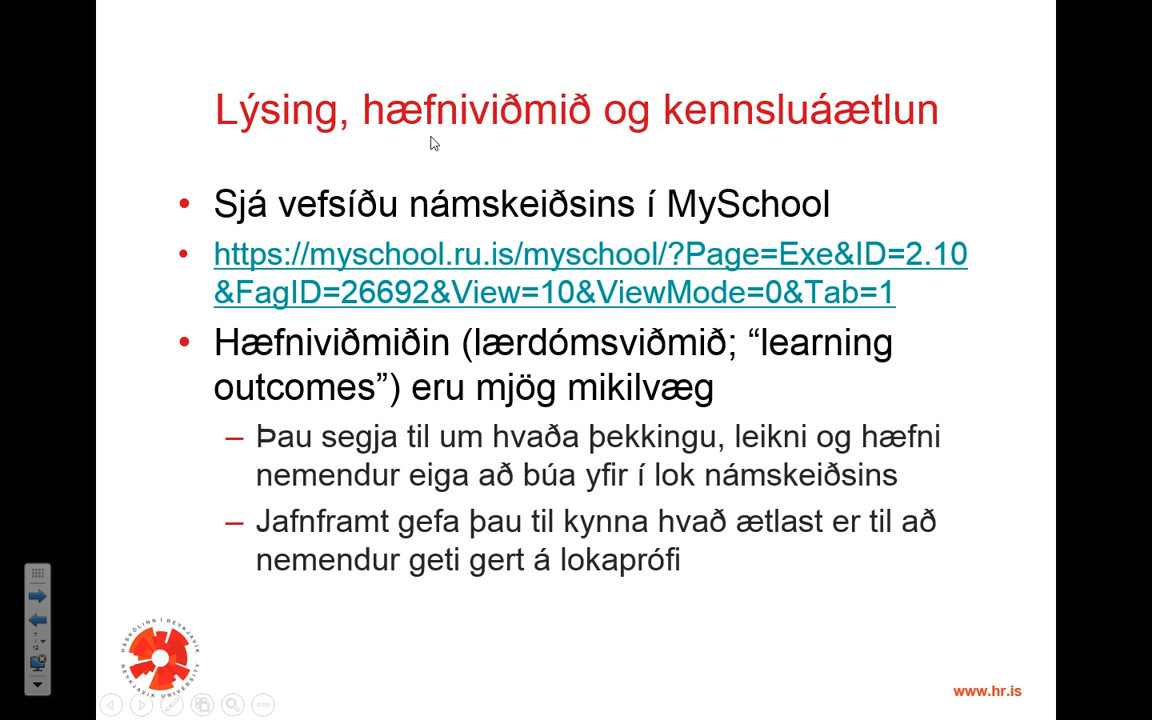 Lýsing, hæfniviðmið og kennsluáætlun
• Sjá vefsíðu námskeiðsins í MySchool
• https://myschool.ru.is/myschool/?Page=Exe&ID=2.10
&FagID=26692&View=10&ViewMode=0&Tab=1
• Hæfniviðmiðin (lærdómsviðmið; “learning
outcomes”) eru mjög mikilvæg
– Þau segja til um hvaða þekkingu, leikni og hæfni
nemendur eiga að búa yfir í lok námskeiðsins
– Jafnframt gefa þau til kynna hvað ætlast er til að
nemendur geti gert á lokaprófi
HÁSKÓLINN Í REYKJAVÍK
REYKJAVIK UNIVERSITY
www.hr.is